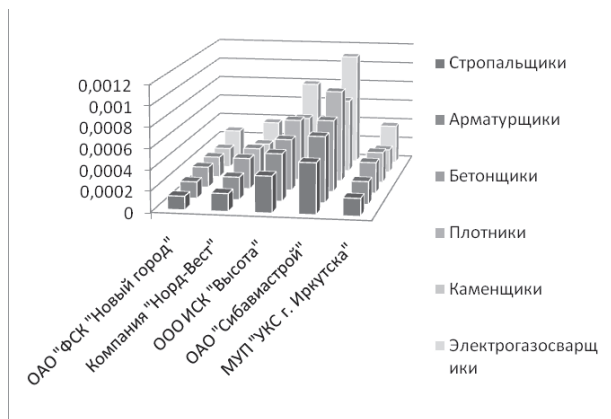 0,0012
0,001
0,0008
0,0006
0,0004
0,0002
0
ОАО "ФСК "Новый город"
Компания "Норд-Вест"
ООО ИСК "Высота"
ОАО "Сибавиастрой"
МУП "УКС г. Иркутска"
Стропальщики
Арматурщики
Бетонщики
Плотники
Каменщики
Электрогазосварщ
ики